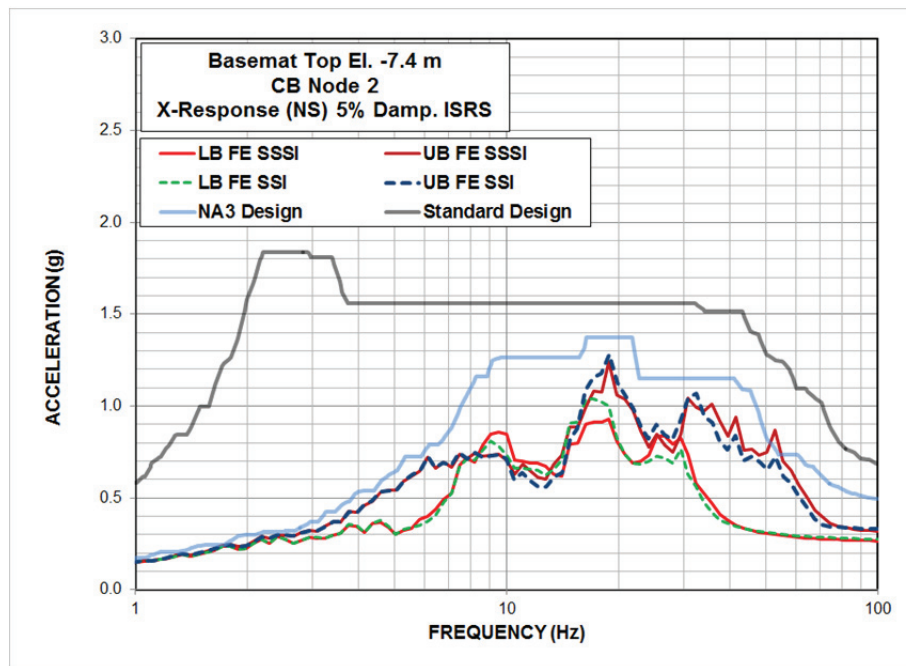 Basemat Top El. -7.4 m
CB Node 2
X-Response (NS) 5% Damp. ISRS
LB FE SSSI
UB FE SSSI
LB FE SSI
UB FE SSI
NA3 Design
Standard Design
ACCELERATION (g)
3.0
2.5
2.0
1.5
1.0
0.5
0.0
1
10
100
FREQUENCY (Hz)